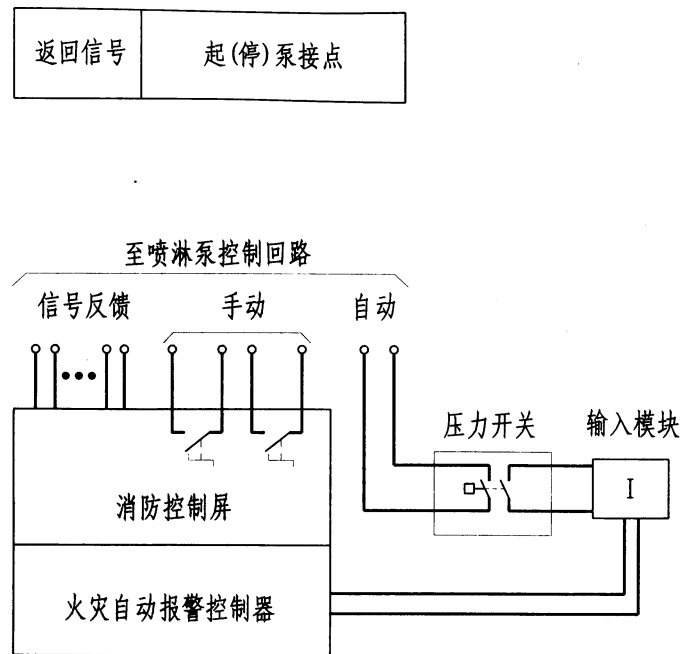 返回信号 起(停)泵接点
至喷淋泵控制回路
信号反馈 手动 自动
压力开关 输入模块
I
消防控制屏
火灾自动报警控制器